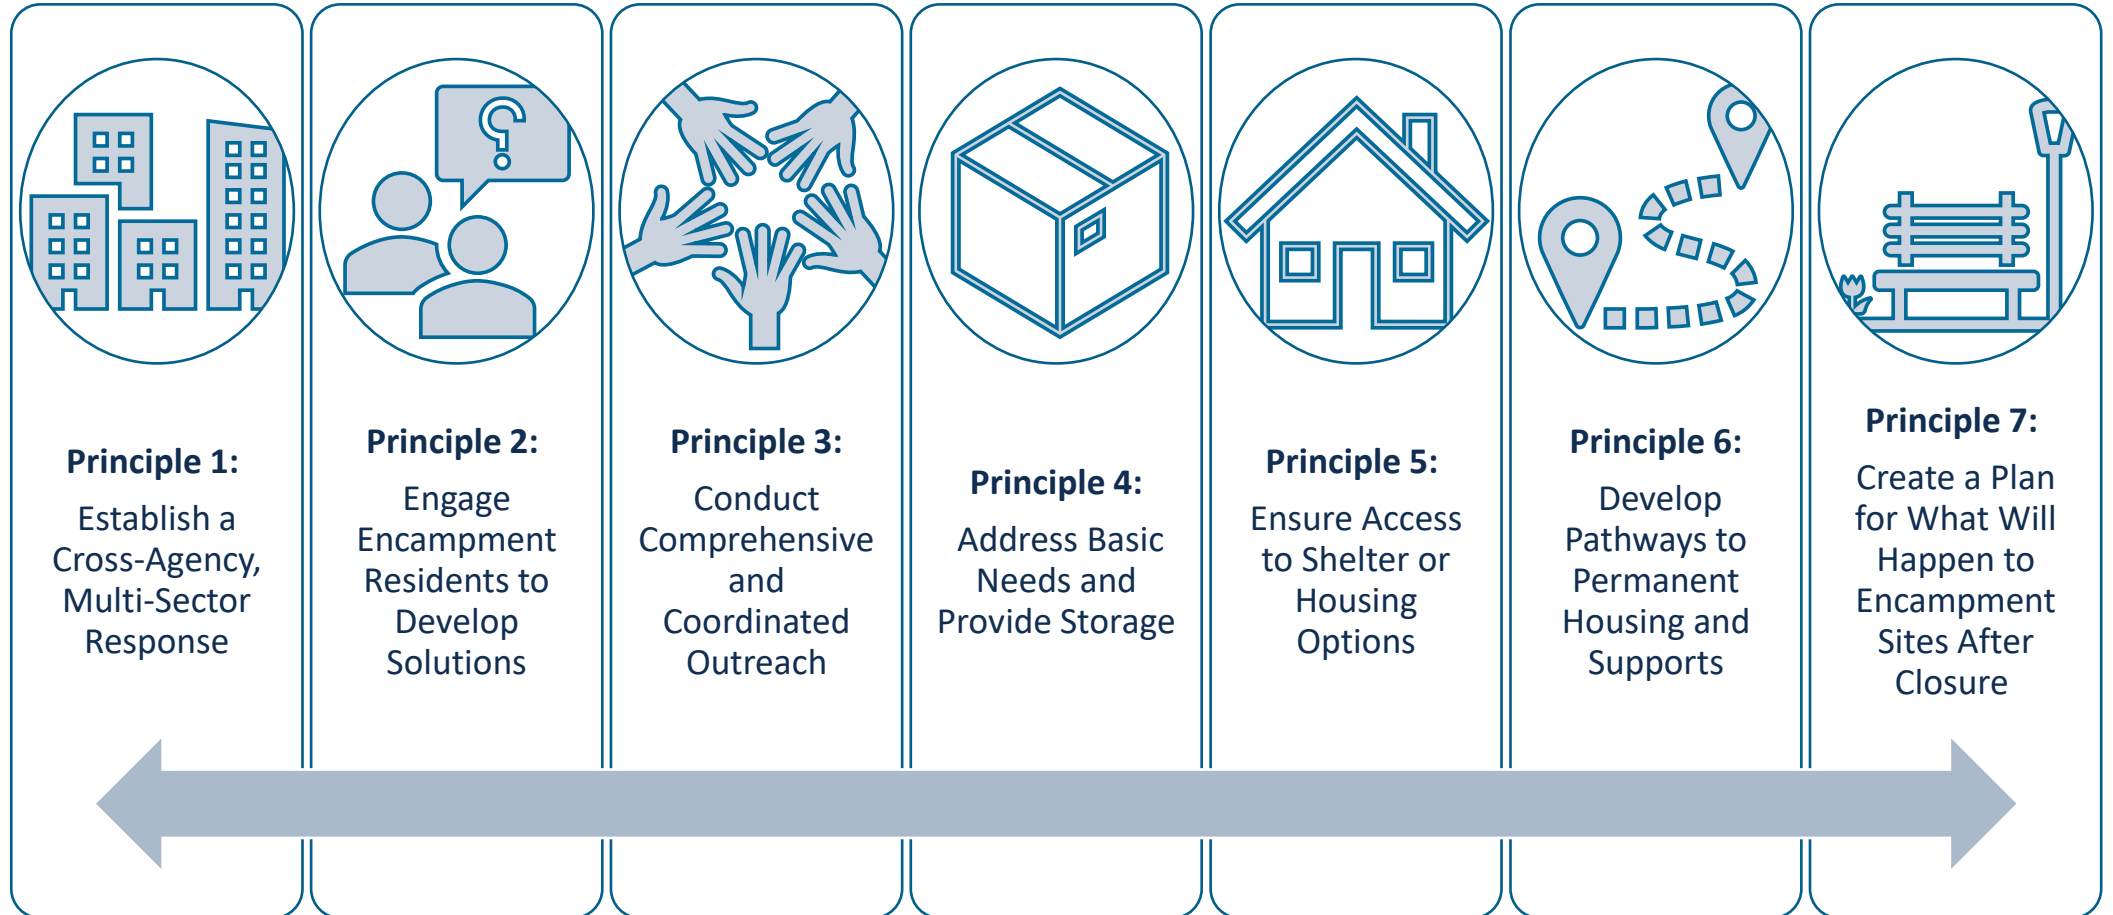 Principle 1:
Establish a
Cross-Agency,
Multi-Sector
Response
Principle 2:
Engage
Encampment
Residents to
Develop
Solutions
Principle 3:
Conduct
Comprehensive
and
Coordinated
Outreach
Principle 4:
Address Basic
Needs and
Provide Storage
Principle 5:
Ensure Access
to Shelter or
Housing
Options
Principle 6:
Develop
Pathways to
Permanent
Housing and
Supports
Principle 7:
Create a Plan
for What Will
Happen to
Encampment
Sites After
Closure